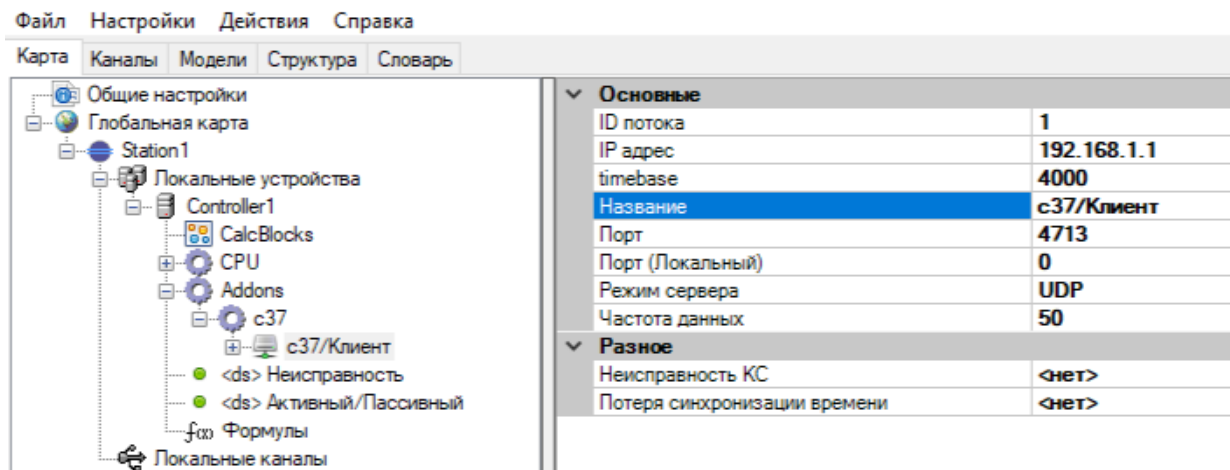 Файл Настройки Действия Справка
Карта Каналы Модели Структура Словарь
Общие настройки
Глобальная карта
Station1
Локальные устройства
Controller1
CalcBlocks
CPU
Addons
c37
c37/Клиент
<ds> Неисправность
<ds> Активный/Пассивный
f(x) Формулы
Локальные каналы
Основные
ID потока 1
IP адрес 192.168.1.1
timebase 4000
Название c37/Клиент
Порт 4713
Порт (Локальный) 0
Режим сервера UDP
Частота данных 50
Разное
Неисправность КС <нет>
Потеря синхронизации времени <нет>